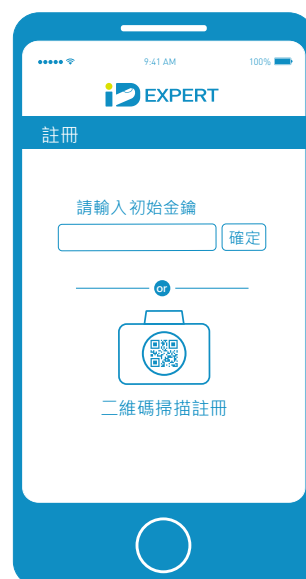 9:41 AM 100%
iD EXPERT
註冊
請輸入初始金鑰
確定
or
二維碼掃描註冊